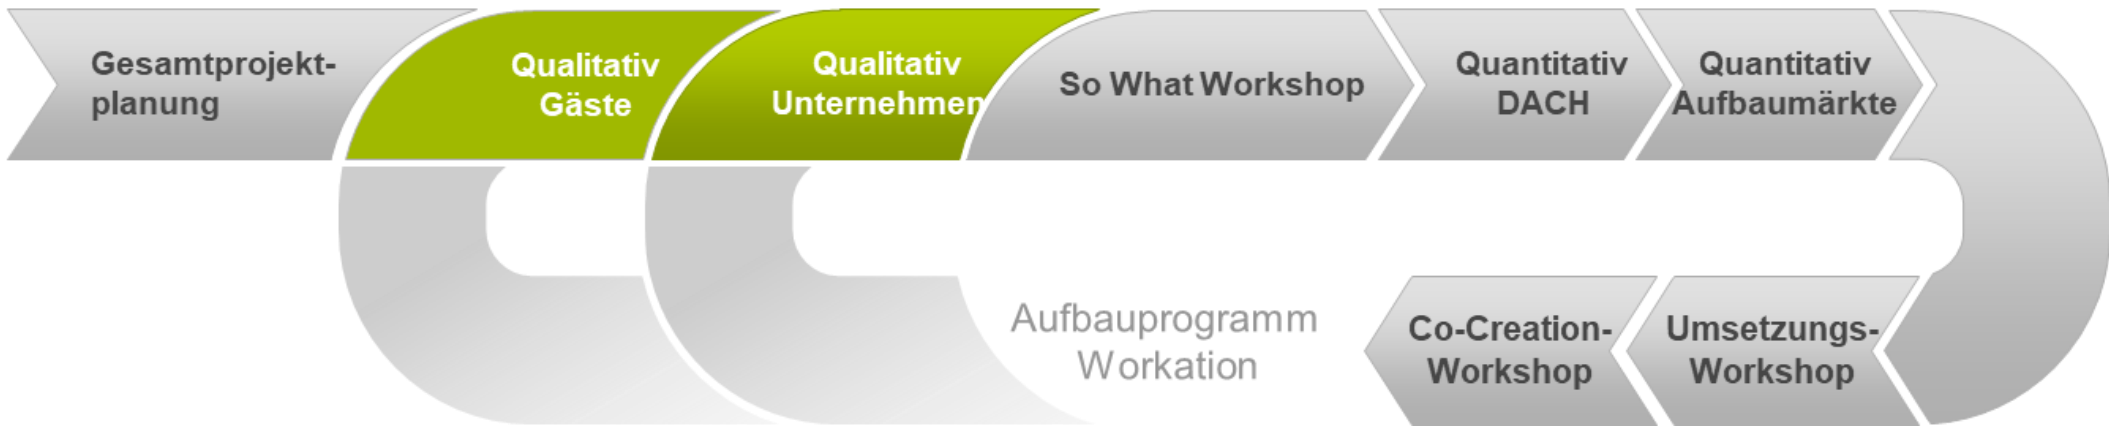 Gesamtprojekt-
planung
Qualitativ
Gäste
Qualitativ
Unternehmen
So What Workshop
Quantitativ
DACH
Quantitativ
Aufbaumärkte
Umsetzungs-
Workshop
Co-Creation-
Workshop
Aufbauprogramm
Workation